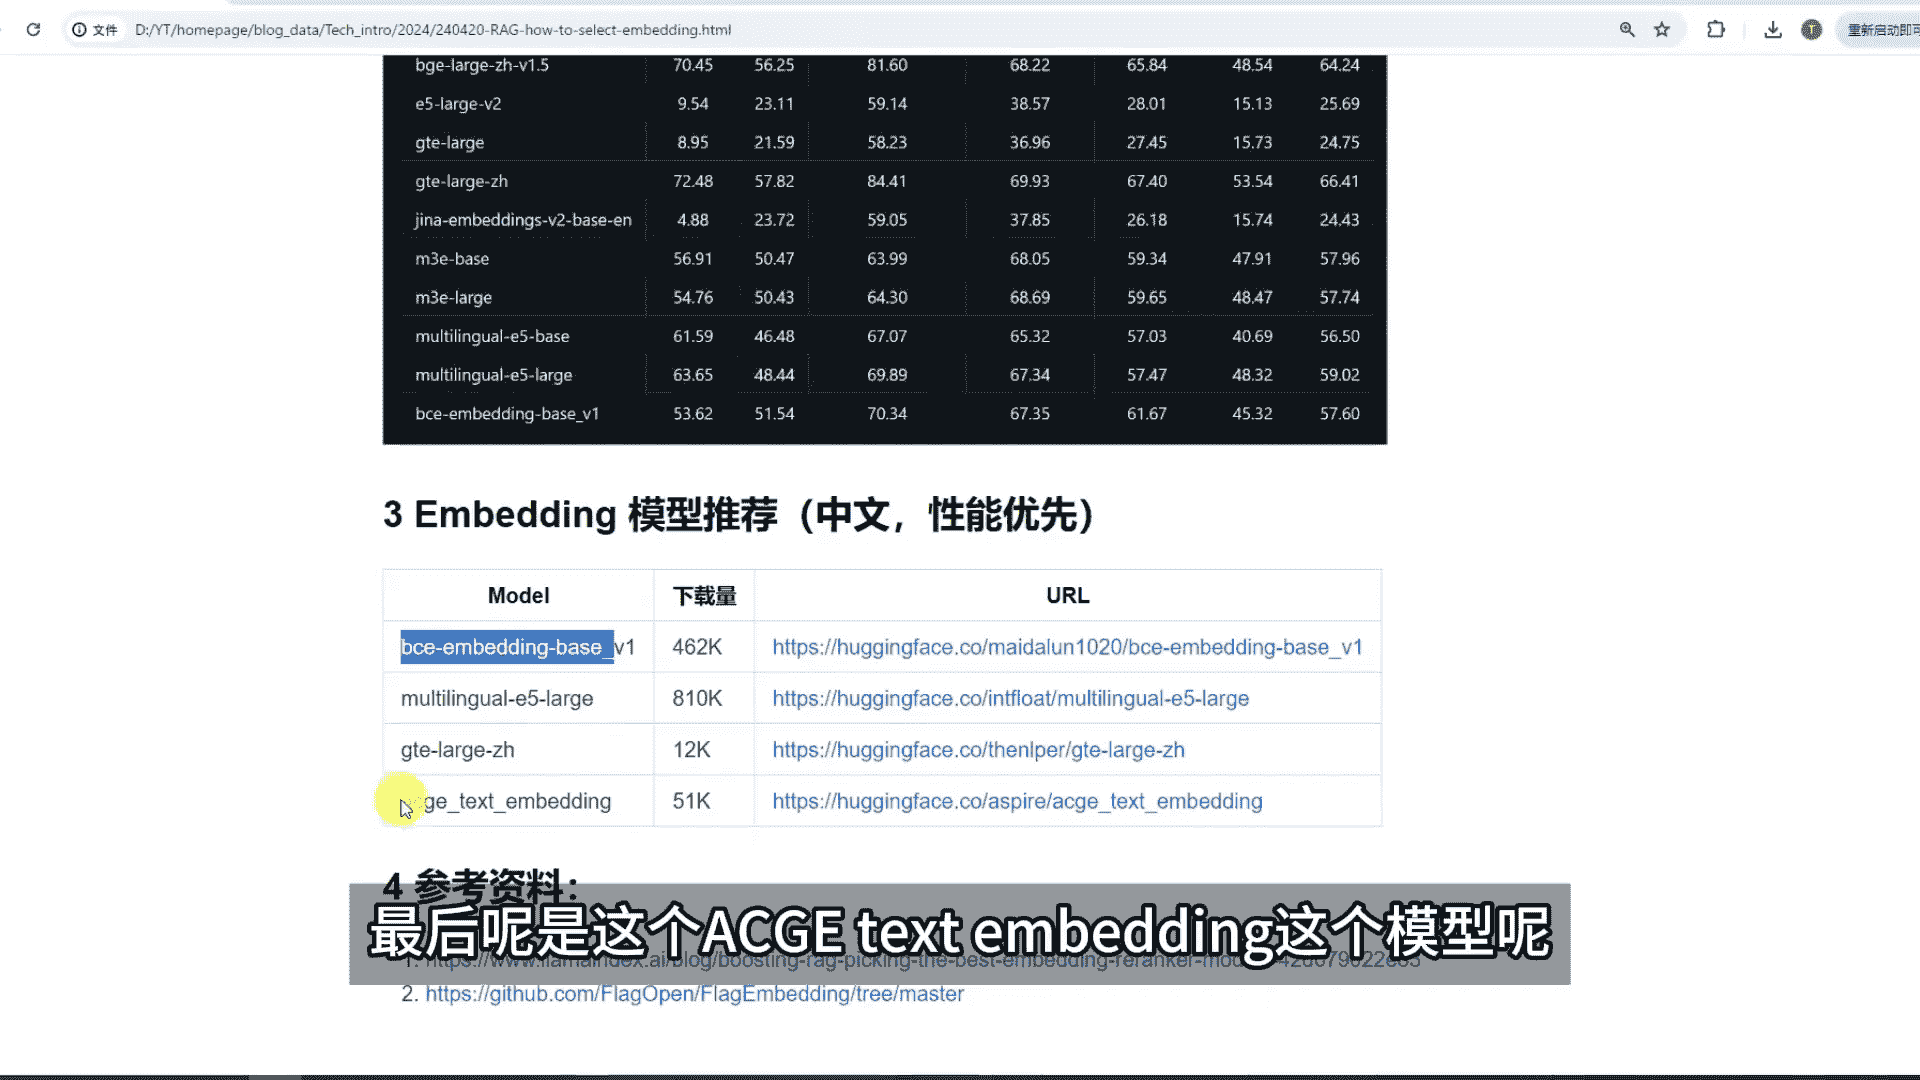 文件 D:/YT/homepage/blog_data/Tech_intro/2024/240420-RAG-how-to-select-embedding.html 重新启动即可
bge-large-zh-v1.5 70.45 56.25 81.60 68.22 65.84 48.54 64.24
e5-large-v2 9.54 23.11 59.14 38.57 28.01 15.13 25.69
gte-large 8.95 21.59 58.23 36.96 27.45 15.73 24.75
gte-large-zh 72.48 57.82 84.41 69.93 67.40 53.54 66.41
jina-embeddings-v2-base-en 4.88 23.72 59.05 37.85 26.18 15.74 24.43
m3e-base 56.91 50.47 63.99 68.05 59.34 47.91 57.96
m3e-large 54.76 50.43 64.30 68.69 59.65 48.47 57.74
multilingual-e5-base 61.59 46.48 67.07 65.32 57.03 40.69 56.50
multilingual-e5-large 63.65 48.44 69.89 67.34 57.47 48.32 59.02
bce-embedding-base_v1 53.62 51.54 70.34 67.35 61.67 45.32 57.60
3 Embedding 模型推荐（中文，性能优先）
Model 下载量 URL
bce-embedding-base_v1 462K https://huggingface.co/maidalun1020/bce-embedding-base_v1
multilingual-e5-large 810K https://huggingface.co/intfloat/multilingual-e5-large
gte-large-zh 12K https://huggingface.co/thenlper/gte-large-zh
ge_text_embedding 51K https://huggingface.co/aspire/acge_text_embedding
4 参考资料：
最后呢是这个ACGE text embedding这个模型呢
2. https://github.com/FlagOpen/FlagEmbedding/tree/master